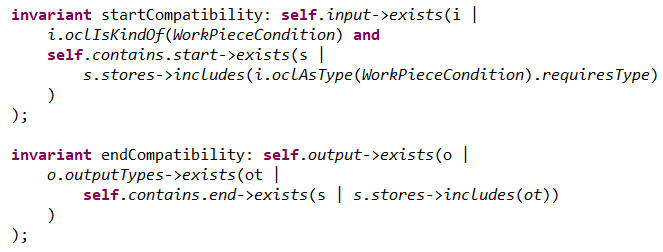 invariant startCompatibility: self.input->exists(i |
    i.oclIsKindOf(WorkPieceCondition) and
    self.contains.start->exists(s |
        s.stores->includes(i.oclAsType(WorkPieceCondition).requiresType)
    )
);

invariant endCompatibility: self.output->exists(o |
    o.outputTypes->exists(ot |
        self.contains.end->exists(s | s.stores->includes(ot))
    )
);